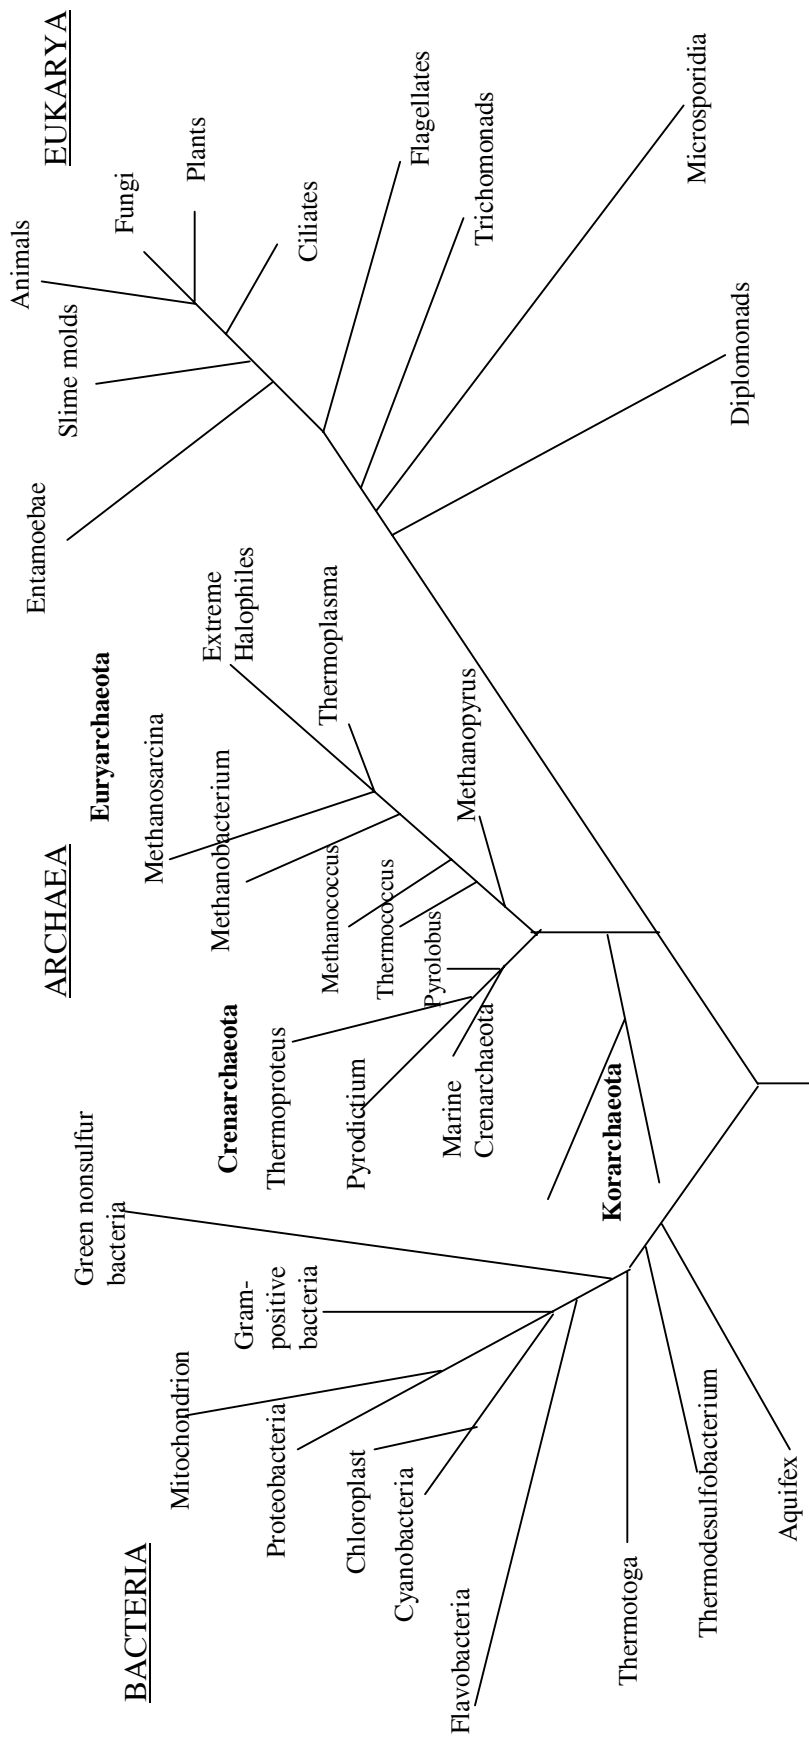 BACTERIA
ARCHAEA
EUKARYA
Green nonsulfur
bacteria
Mitochondrion
Gram-
positive
bacteria
Proteobacteria
Chloroplast
Cyanobacteria
Flavobacteria
Thermotoga
Thermodesulfobacterium
Aquifex
Crenarchaeota
Thermoproteus
Pyrodictium
Marine
Crenarchaeota
Pyrolobus
Korarchaeota
Euryarchaeota
Methanosarcina
Methanobacterium
Methanococcus
Thermococcus
Extreme
Halophiles
Thermoplasma
Methanopyrus
Entamoebae
Slime molds
Animals
Fungi
Plants
Ciliates
Flagellates
Trichomonads
Microsporidia
Diplomonads